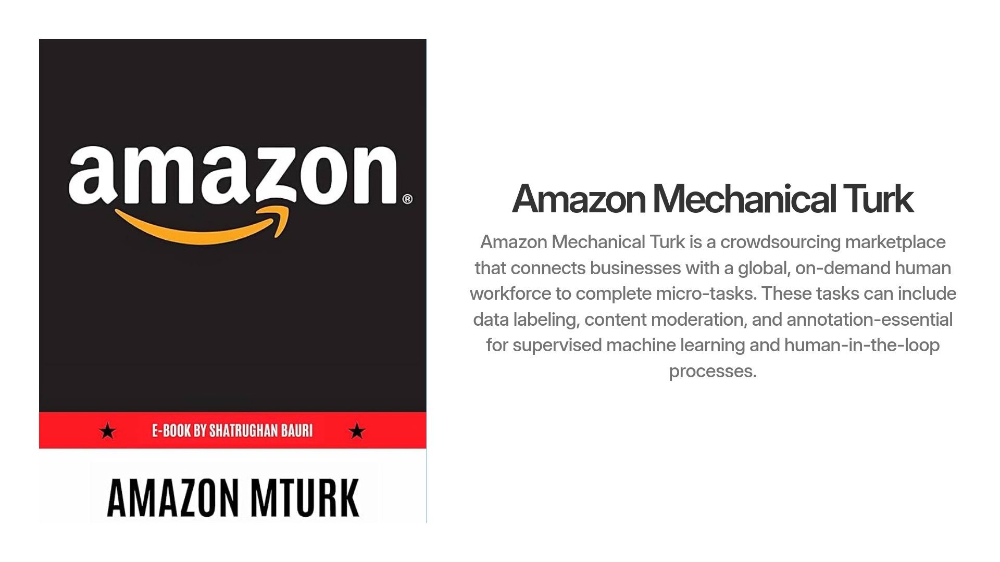 amazon®
E-BOOK BY SHATRUGHAN BAURI
AMAZON MTURK
Amazon Mechanical Turk
Amazon Mechanical Turk is a crowdsourcing marketplace
that connects businesses with a global, on-demand human
workforce to complete micro-tasks. These tasks can include
data labeling, content moderation, and annotation-essential
for supervised machine learning and human-in-the-loop
processes.